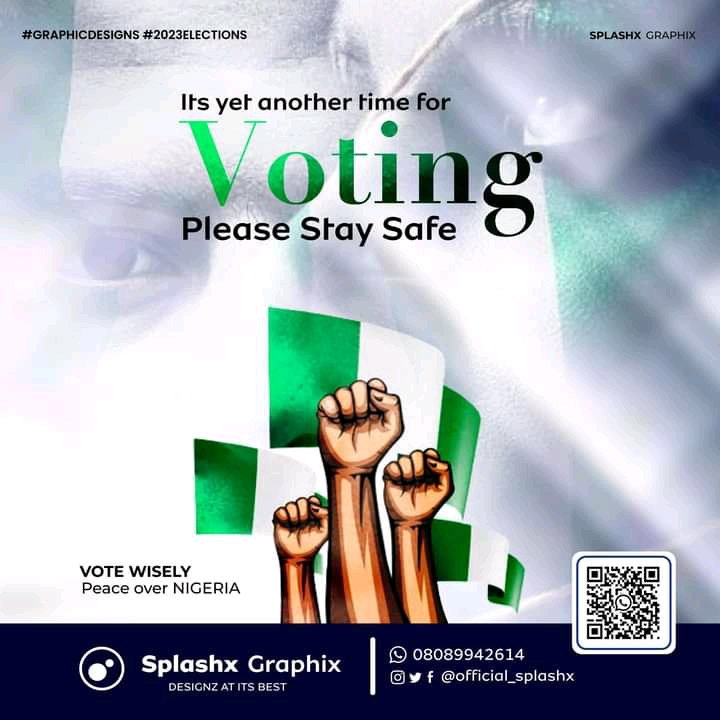 #GRAPHICDESIGNS #2023ELECTIONS
SPLASHX GRAPHIX
Its yet another time for
Voting
Please Stay Safe
VOTE WISELY
Peace over NIGERIA
Splashx Graphix
DESIGNZ AT ITS BEST
08089942614
@official_splashx